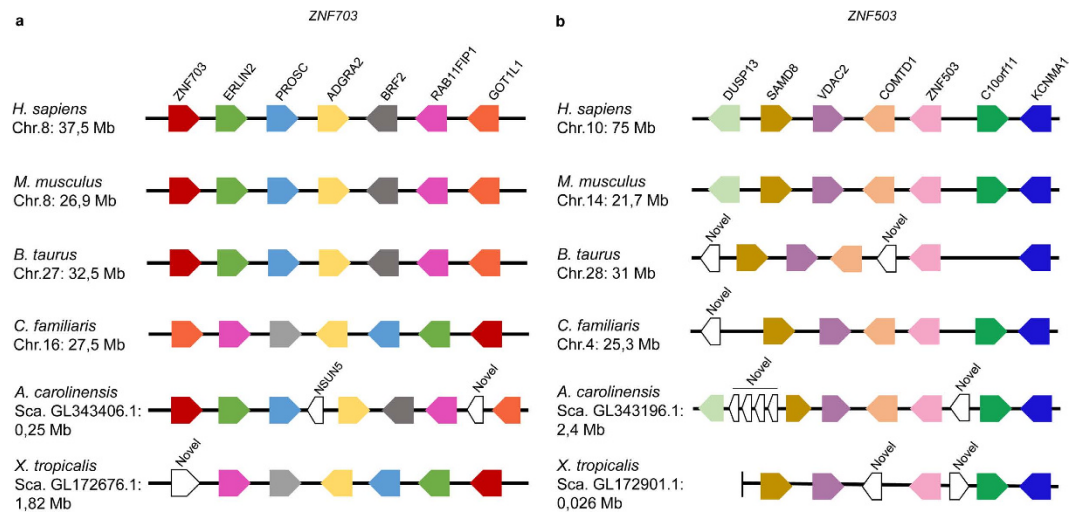 a
ZNF703
ZNF703 ERLIN2 PROSC ADGRA2 BRF2 RAB11FIP1 GOT1L1
H. sapiens
Chr.8: 37,5 Mb
M. musculus
Chr.8: 26,9 Mb
B. taurus
Chr.27: 32,5 Mb
C. familiaris
Chr.16: 27,5 Mb
NSUN5 Novel
A. carolinensis
Sca. GL343406.1:
0,25 Mb
Novel
X. tropicalis
Sca. GL172676.1:
1,82 Mb
b
ZNF503
DUSP13 SAMD8 VDAC2 COMTD1 ZNF503 C10orf11 KCNMA1
H. sapiens
Chr.10: 75 Mb
M. musculus
Chr.14: 21,7 Mb
Novel Novel
B. taurus
Chr.28: 31 Mb
Novel
C. familiaris
Chr.4: 25,3 Mb
Novel Novel
A. carolinensis
Sca. GL343196.1:
2,4 Mb
Novel Novel
X. tropicalis
Sca. GL172901.1:
0,026 Mb